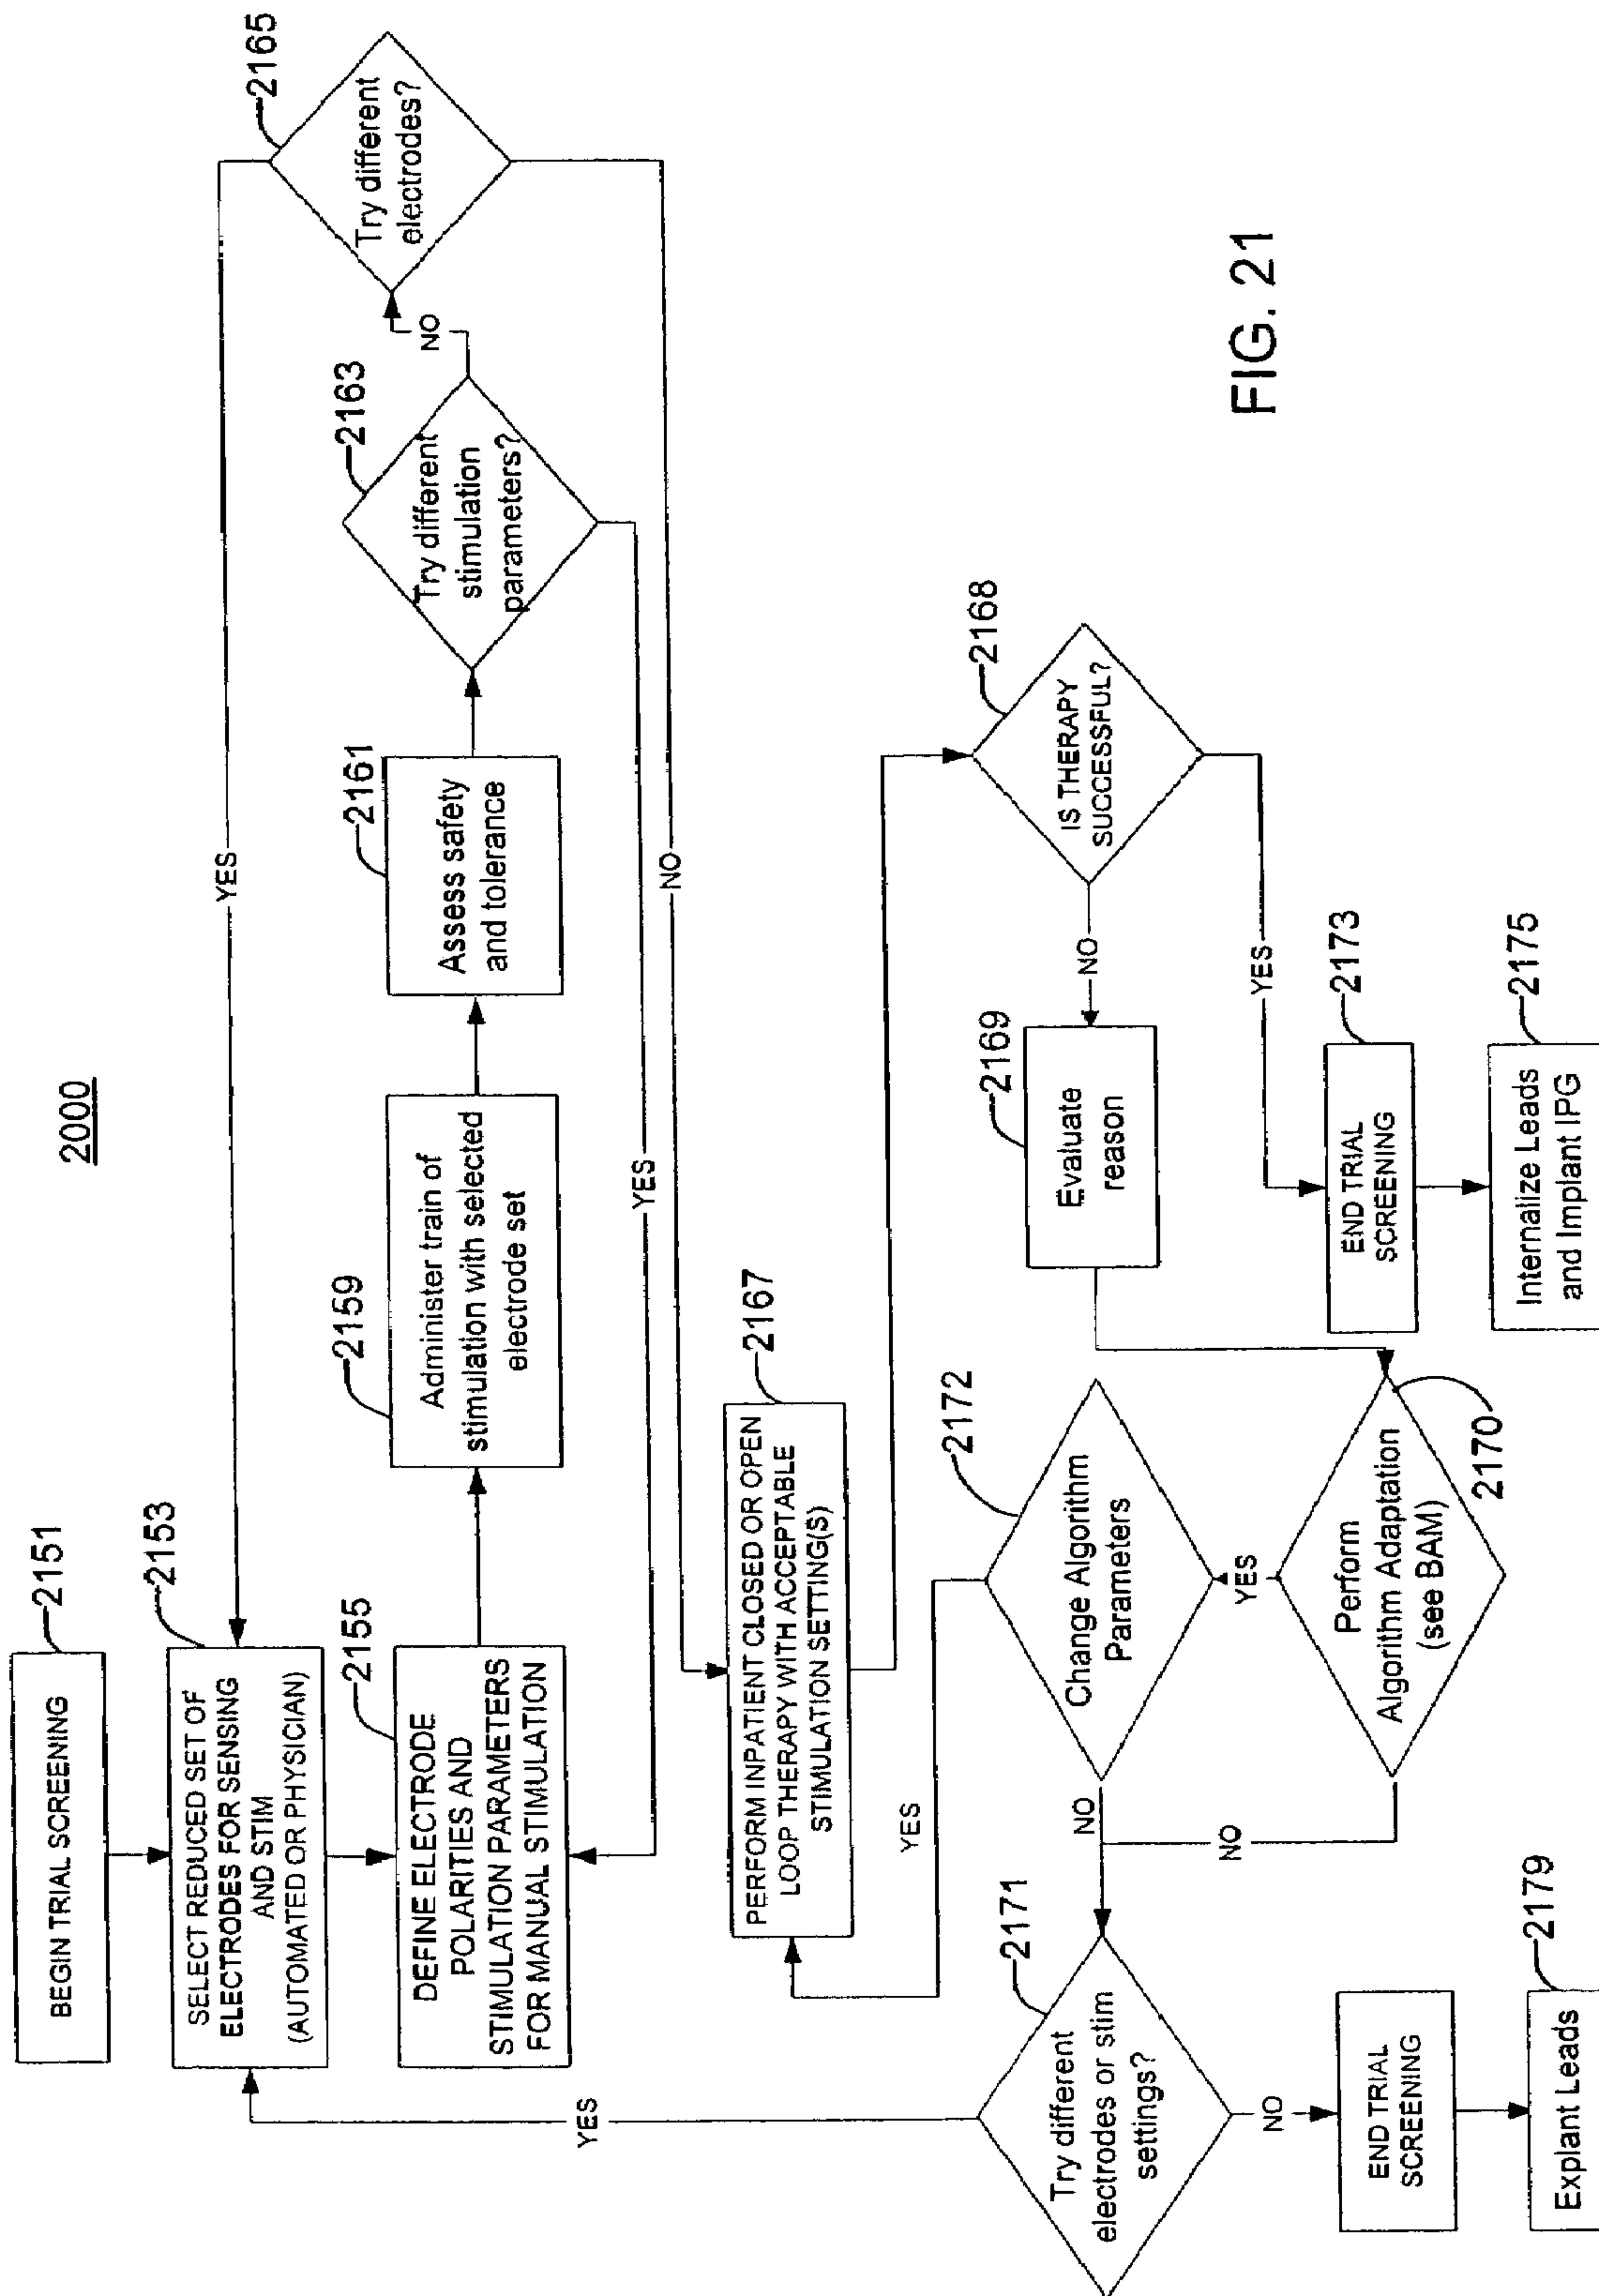 2000
BEGIN TRIAL SCREENING
2151
SELECT REDUCED SET OF
ELECTRODES FOR SENSING
AND STIM
(AUTOMATED OR PHYSICIAN)
2153
DEFINE ELECTRODE
POLARITIES AND
STIMULATION PARAMETERS
FOR MANUAL STIMULATION
2155
Administer train of
stimulation with selected
electrode set
2159
Assess safety
and tolerance
2161
Try different
stimulation
parameters?
2163
NO
YES
Try different
electrodes?
2165
YES
NO
PERFORM INPATIENT CLOSED OR OPEN
LOOP THERAPY WITH ACCEPTABLE
STIMULATION SETTING(S)
2167
IS THERAPY
SUCCESSFUL?
2168
NO
YES
Evaluate
reason
2169
END TRIAL
SCREENING
2173
Internalize Leads
and Implant IPG
2175
Perform
Algorithm Adaptation
(see BAM)
2170
YES
NO
Change Algorithm
Parameters
2172
YES
NO
Try different
electrodes or stim
settings?
2171
YES
NO
END TRIAL
SCREENING
Explant Leads
2179
FIG. 21